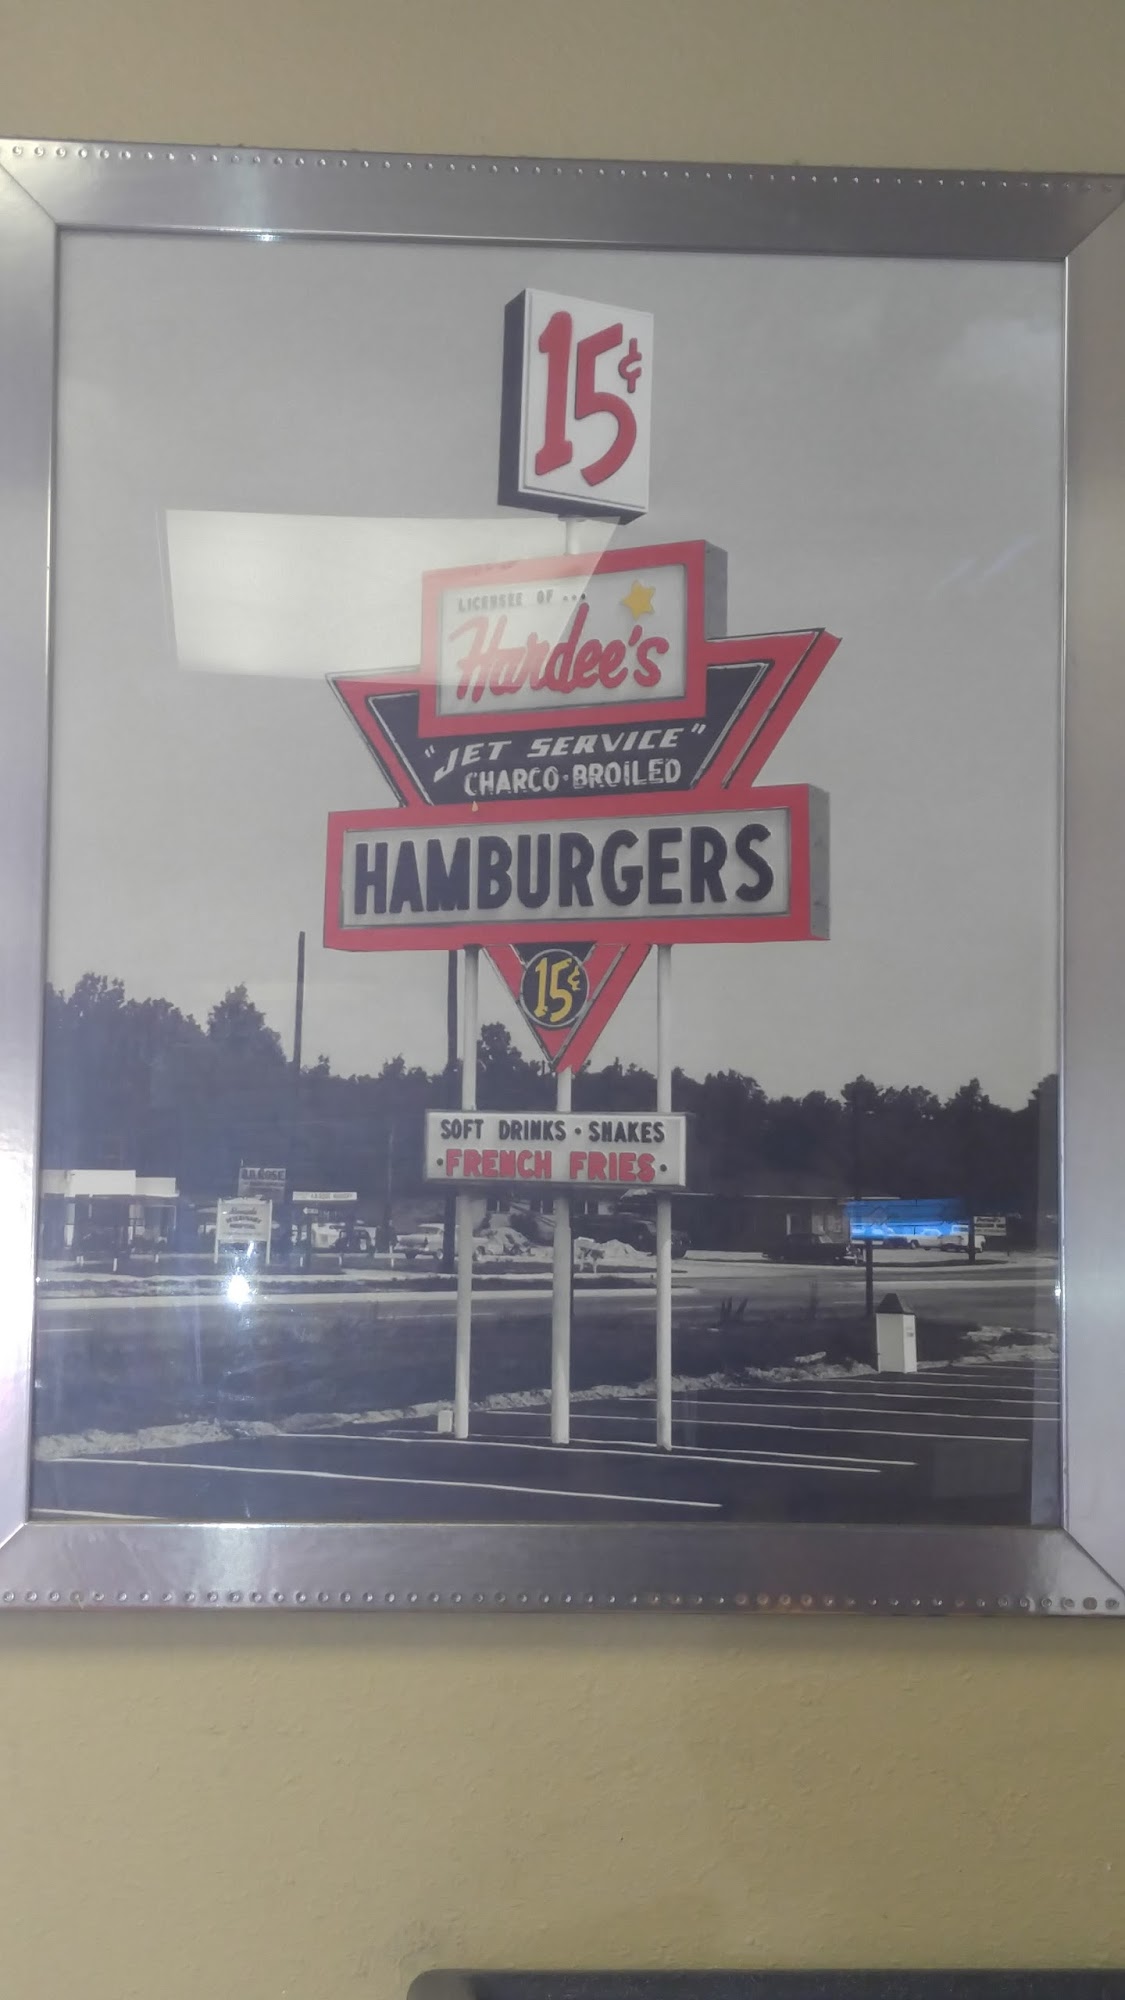 15¢
LICENSEE OF...
Hardee's
"JET SERVICE"
CHARCO-BROILED
HAMBURGERS
15¢
SOFT DRINKS • SHAKES
• FRENCH FRIES •